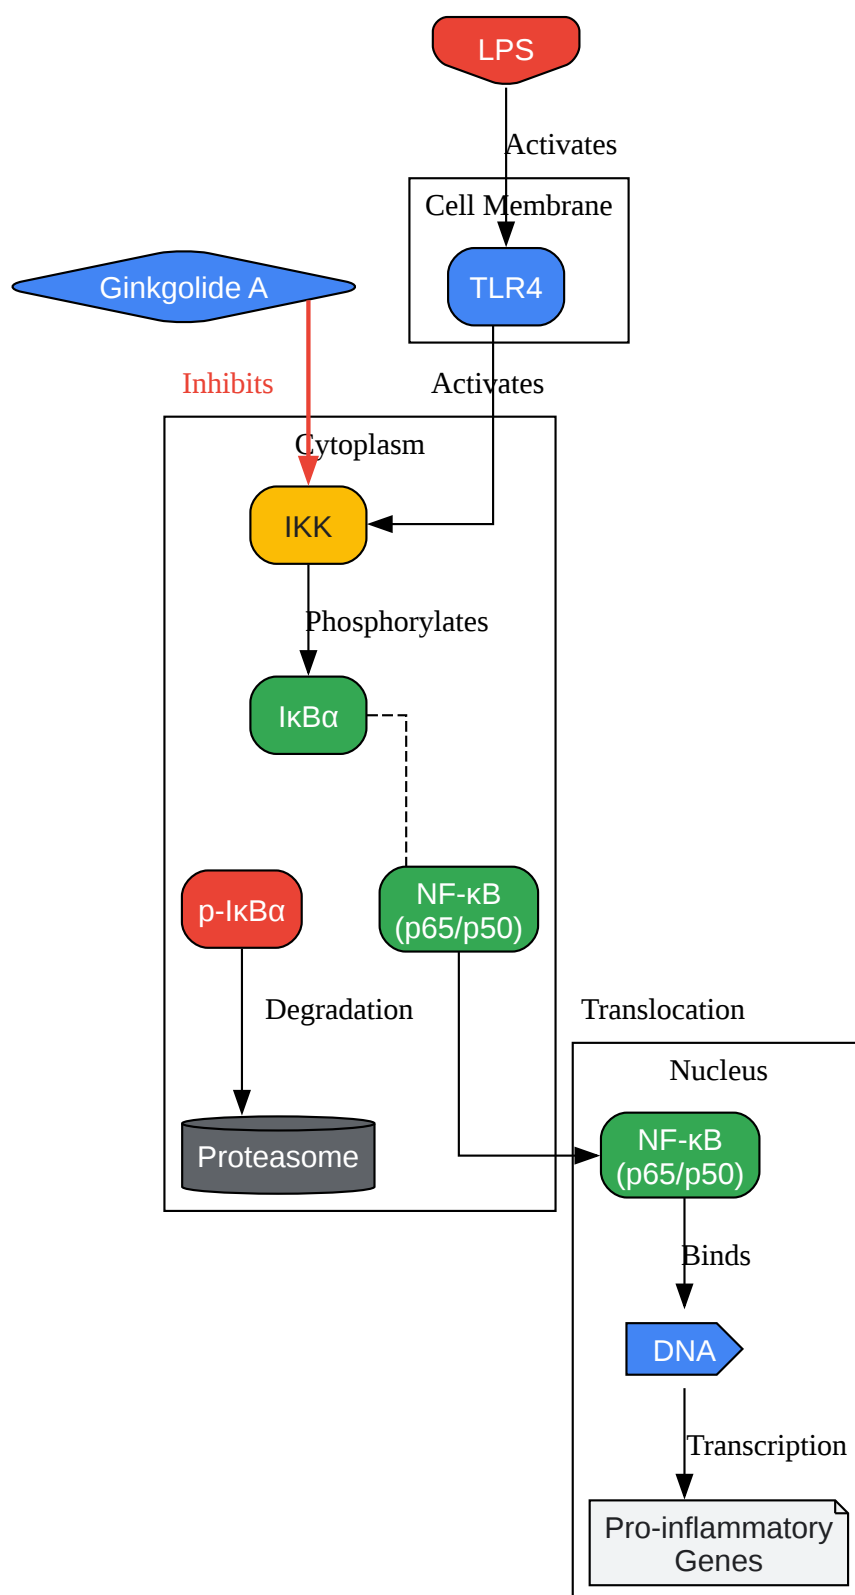 LPS
Activates
Cell Membrane
Ginkgolide A
TLR4
Inhibits
Activates
Cytoplasm
IKK
Phosphorylates
IκBα
p-IκBα
NF-κB
(p65/p50)
Degradation
Translocation
Nucleus
Proteasome
NF-κB
(p65/p50)
Binds
DNA
Transcription
Pro-inflammatory
Genes